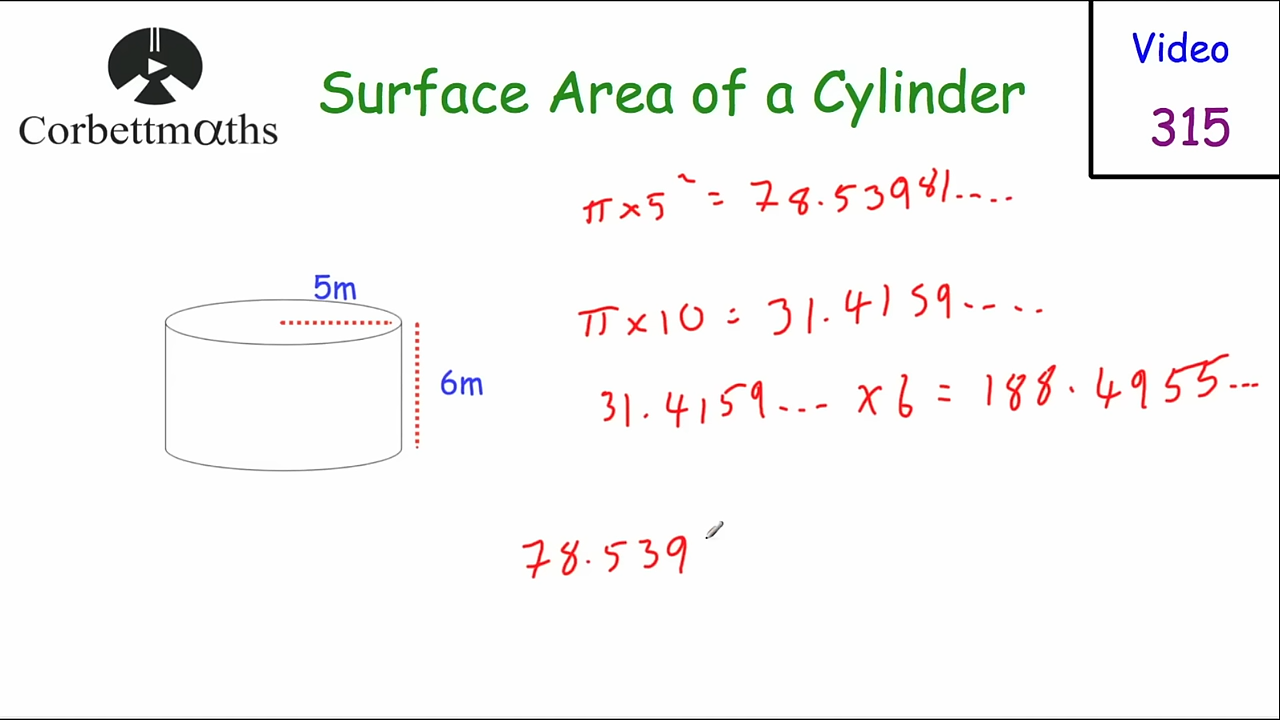 Corbettmαths
Surface Area of a Cylinder
Video
315
π x 5² = 78.53981....
5m
π x 10 = 31.4159....
6m
31.4159... x 6 = 188.4955...
78.539